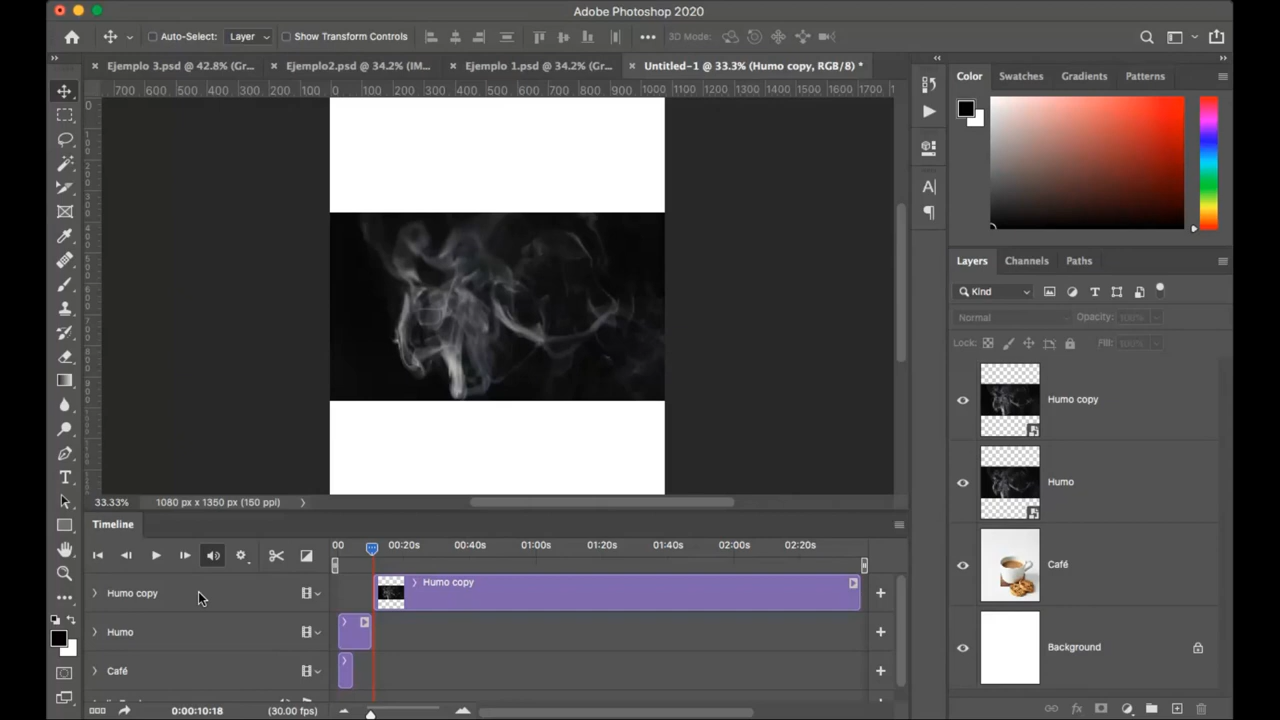 Adobe Photoshop 2020
Auto-Select: Layer Show Transform Controls 3D Mode:
Ejemplo 3.psd @ 42.8% (Gr... Ejemplo2.psd @ 34.2% (IM... Ejemplo 1.psd @ 34.2% (Gr... Untitled-1 @ 33.3% (Humo copy, RGB/8) *
700 600 500 400 300 200 100 0 100 200 300 400 500 600 700 800 900 1000 1100 1200 1300 1400 1500 1600 1700
Color Swatches Gradients Patterns
Layers Channels Paths
Kind
Normal Opacity: 100%
Lock: Fill: 100%
Humo copy
Humo
Café
Background
33.33% 1080 px x 1350 px (150 ppi)
Timeline
00 00:20s 00:40s 01:00s 01:20s 01:40s 02:00s 02:20s
Humo copy Humo copy
Humo
Café
0:00:10:18 (30.00 fps)